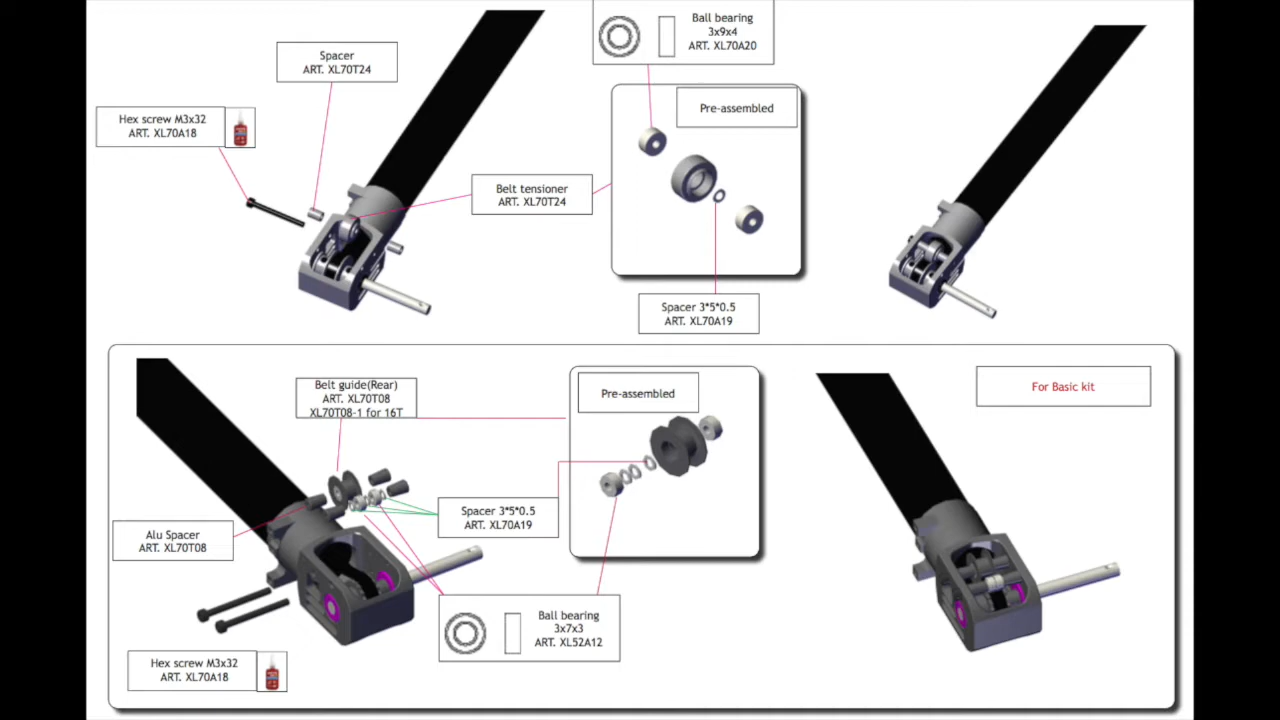 Ball bearing
3x9x4
ART. XL70A20
Spacer
ART. XL70T24
Pre-assembled
Hex screw M3x32
ART. XL70A18
Belt tensioner
ART. XL70T24
Spacer 3*5*0.5
ART. XL70A19
Belt guide(Rear)
ART. XL70T08
XL70T08-1 for 16T
Pre-assembled
For Basic kit
Spacer 3*5*0.5
ART. XL70A19
Alu Spacer
ART. XL70T08
Ball bearing
3x7x3
ART. XL52A12
Hex screw M3x32
ART. XL70A18